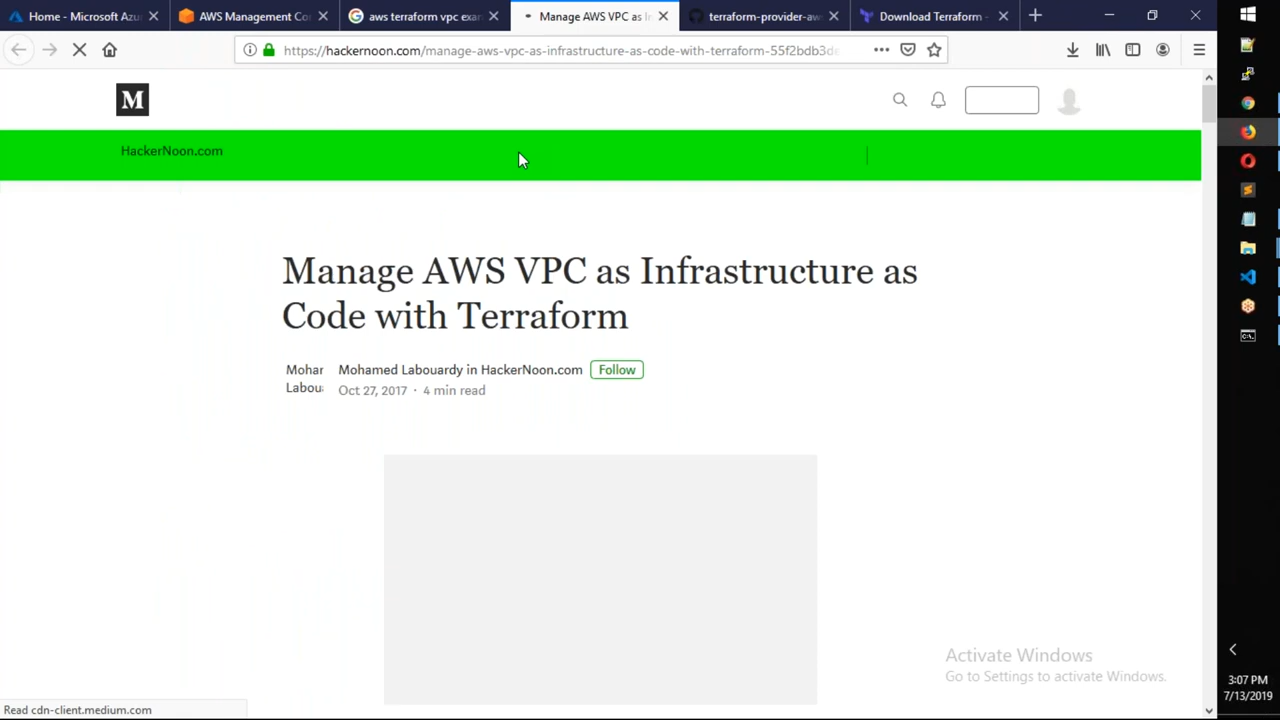 Home - Microsoft Azu
AWS Management Co
aws terraform vpc exa
Manage AWS VPC as In
terraform-provider-aw
Download Terraform -
https://hackernoon.com/manage-aws-vpc-as-infrastructure-as-code-with-terraform-55f2bdb3de
M
HackerNoon.com
Manage AWS VPC as Infrastructure as
Code with Terraform
Mohar
Labou
Mohamed Labouardy in HackerNoon.com Follow
Oct 27, 2017 · 4 min read
Activate Windows
Go to Settings to activate Windows.
Read cdn-client.medium.com
3:07 PM
7/13/2019